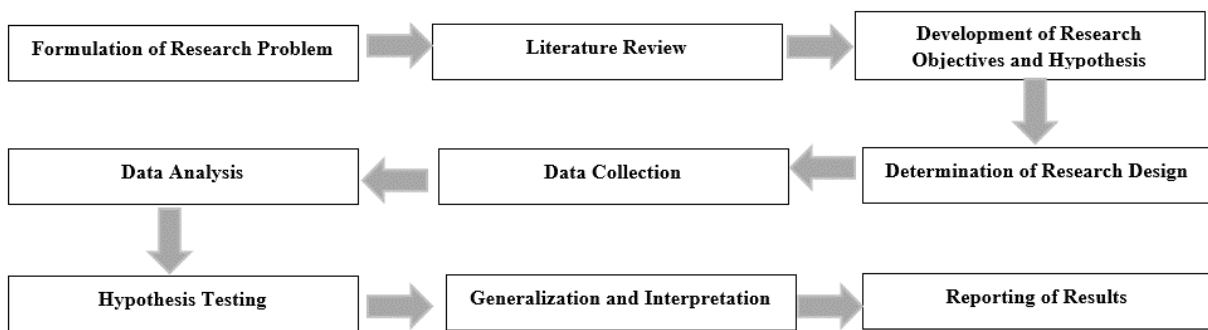 Formulation of Research Problem
Literature Review
Development of Research
Objectives and Hypothesis
Determination of Research Design
Data Collection
Data Analysis
Hypothesis Testing
Generalization and Interpretation
Reporting of Results